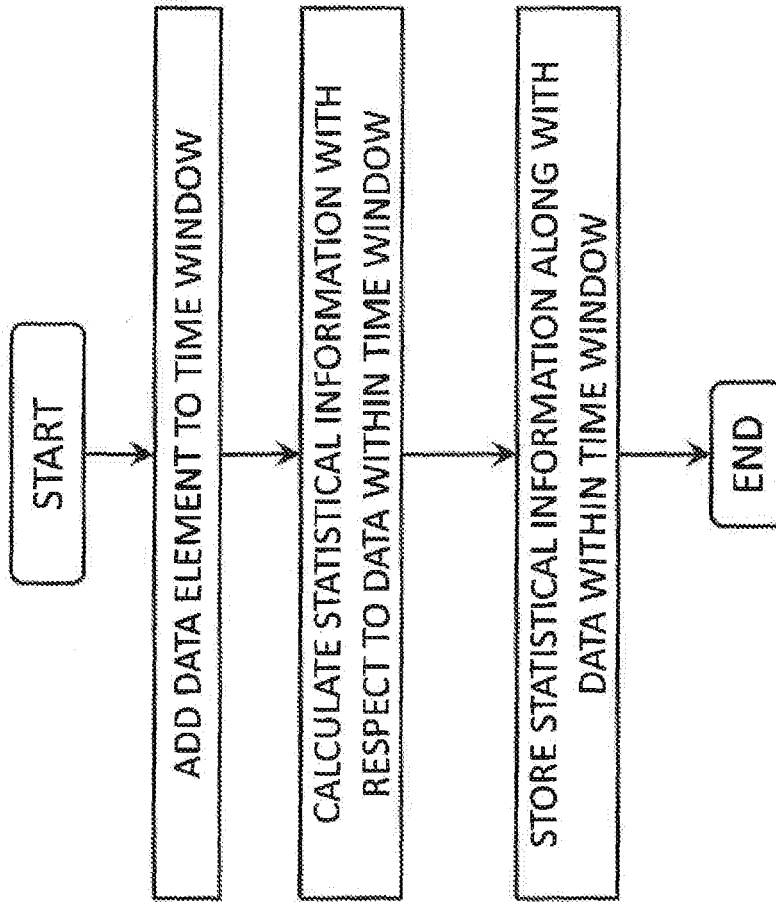 START
ADD DATA ELEMENT TO TIME WINDOW
CALCULATE STATISTICAL INFORMATION WITH
RESPECT TO DATA WITHIN TIME WINDOW
STORE STATISTICAL INFORMATION ALONG WITH
DATA WITHIN TIME WINDOW
END